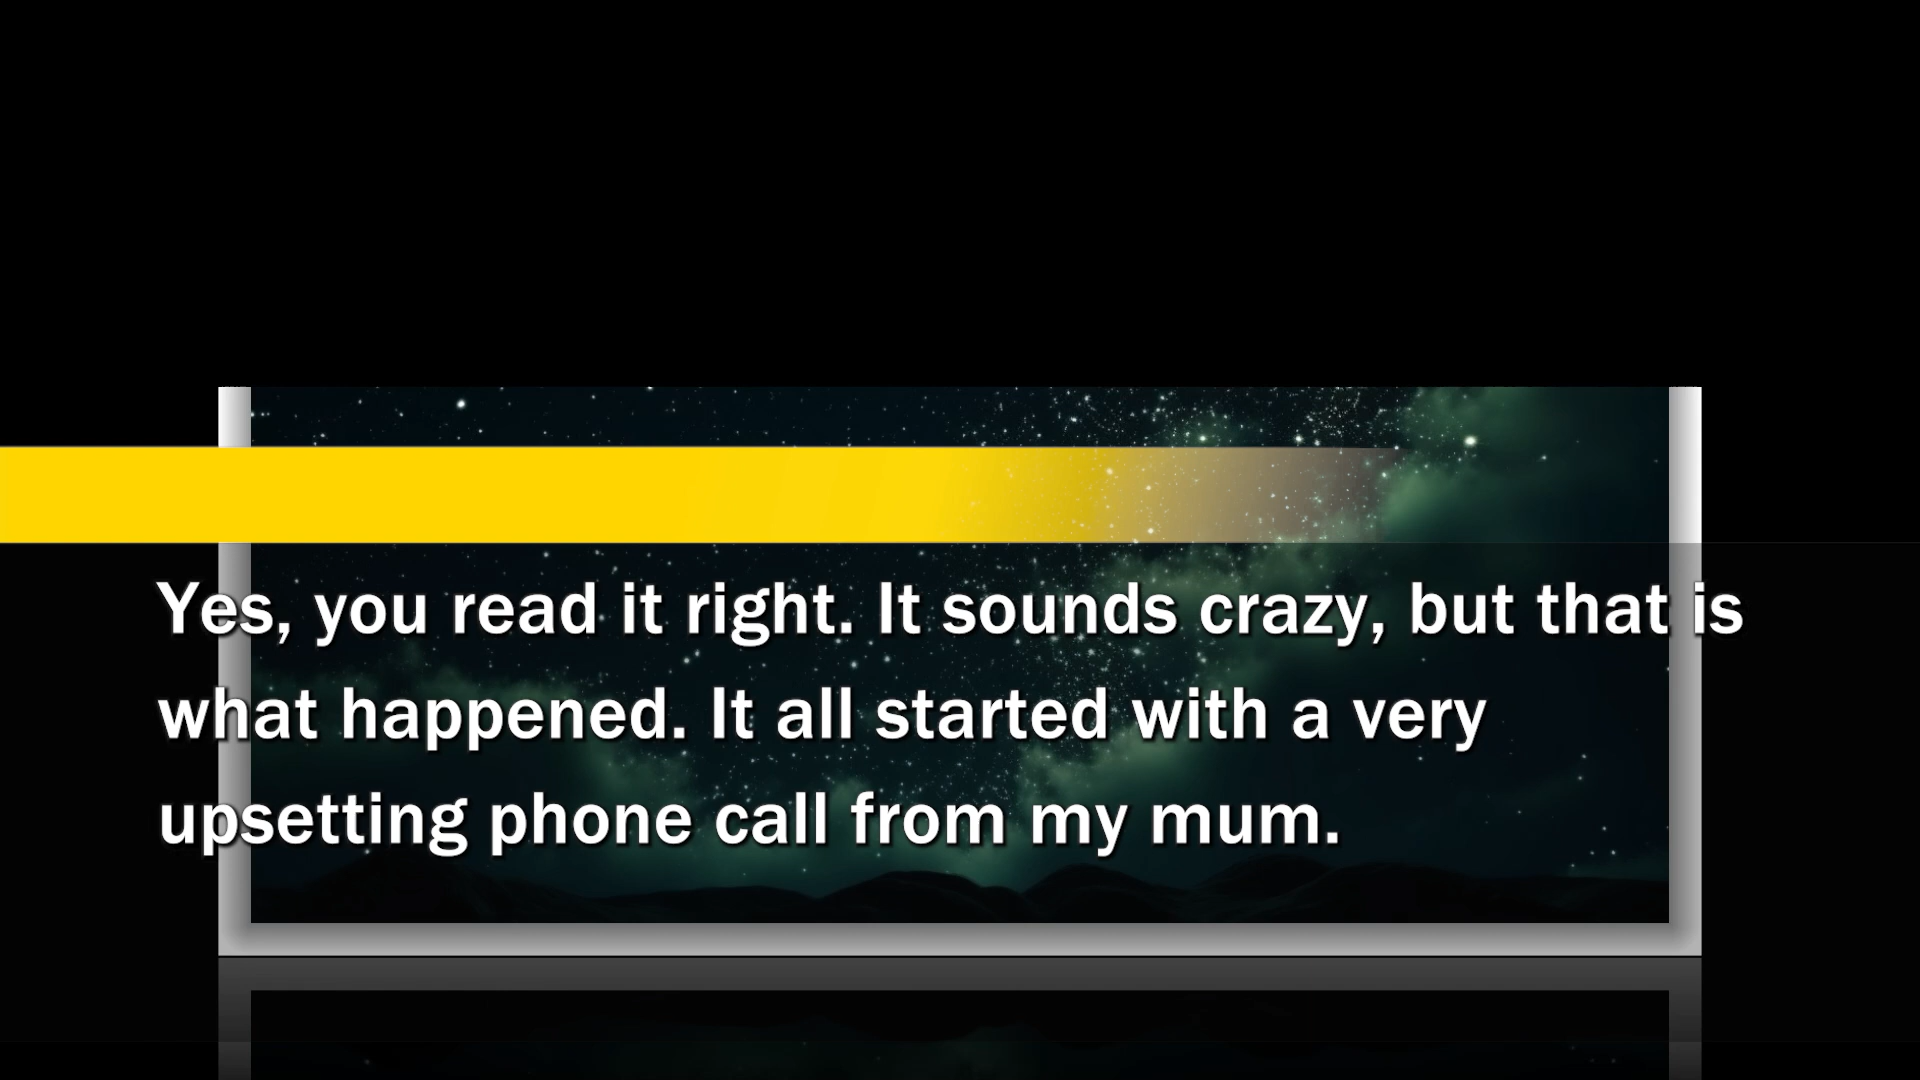 Yes, you read it right. It sounds crazy, but that is
what happened. It all started with a very
upsetting phone call from my mum.